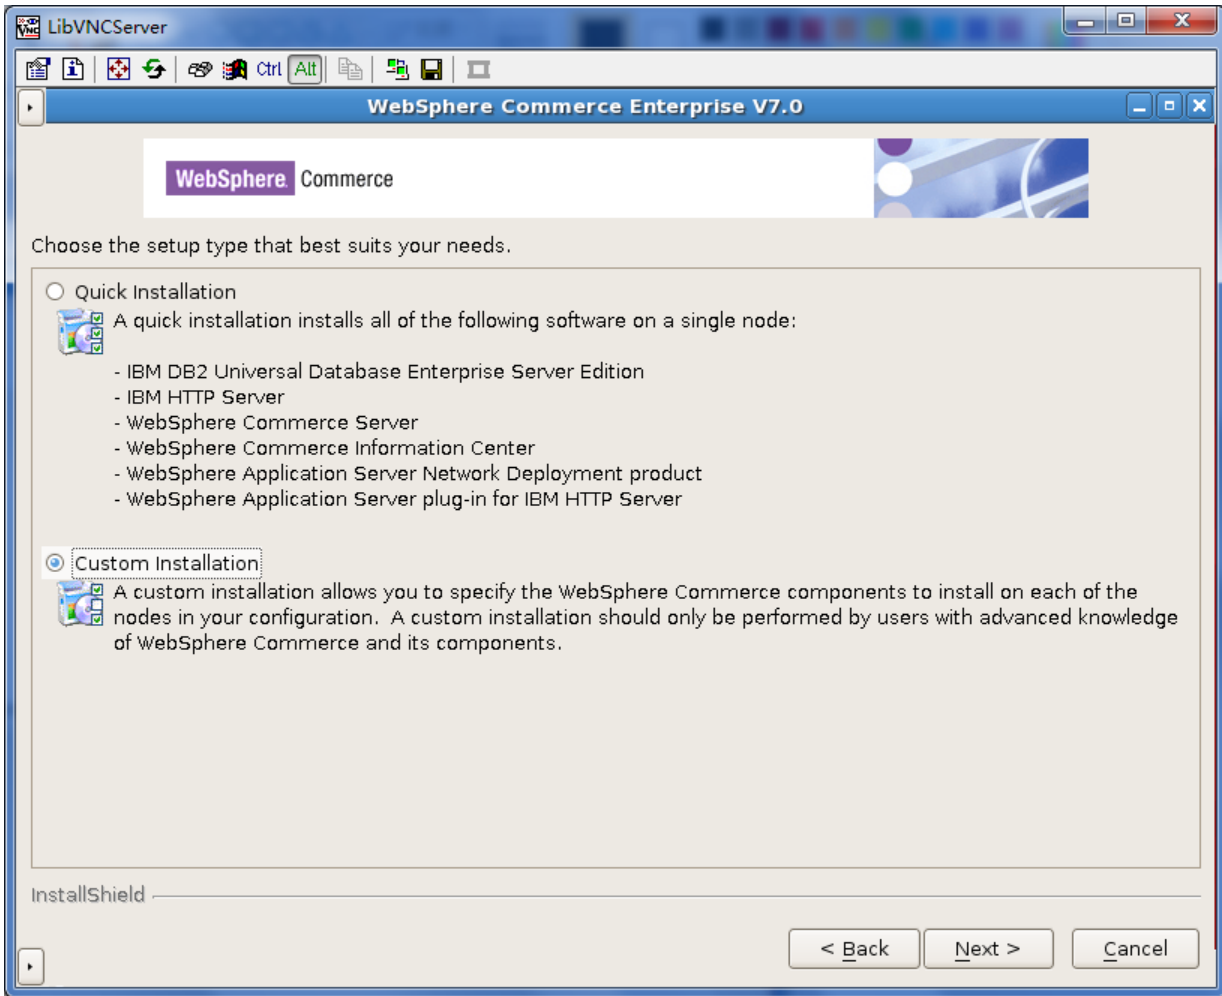 LibVNCServer
Ctrl Alt
WebSphere Commerce Enterprise V7.0
WebSphere. Commerce
Choose the setup type that best suits your needs.
Quick Installation
A quick installation installs all of the following software on a single node:
- IBM DB2 Universal Database Enterprise Server Edition
- IBM HTTP Server
- WebSphere Commerce Server
- WebSphere Commerce Information Center
- WebSphere Application Server Network Deployment product
- WebSphere Application Server plug-in for IBM HTTP Server
Custom Installation
A custom installation allows you to specify the WebSphere Commerce components to install on each of the
nodes in your configuration.  A custom installation should only be performed by users with advanced knowledge
of WebSphere Commerce and its components.
InstallShield
< Back Next > Cancel